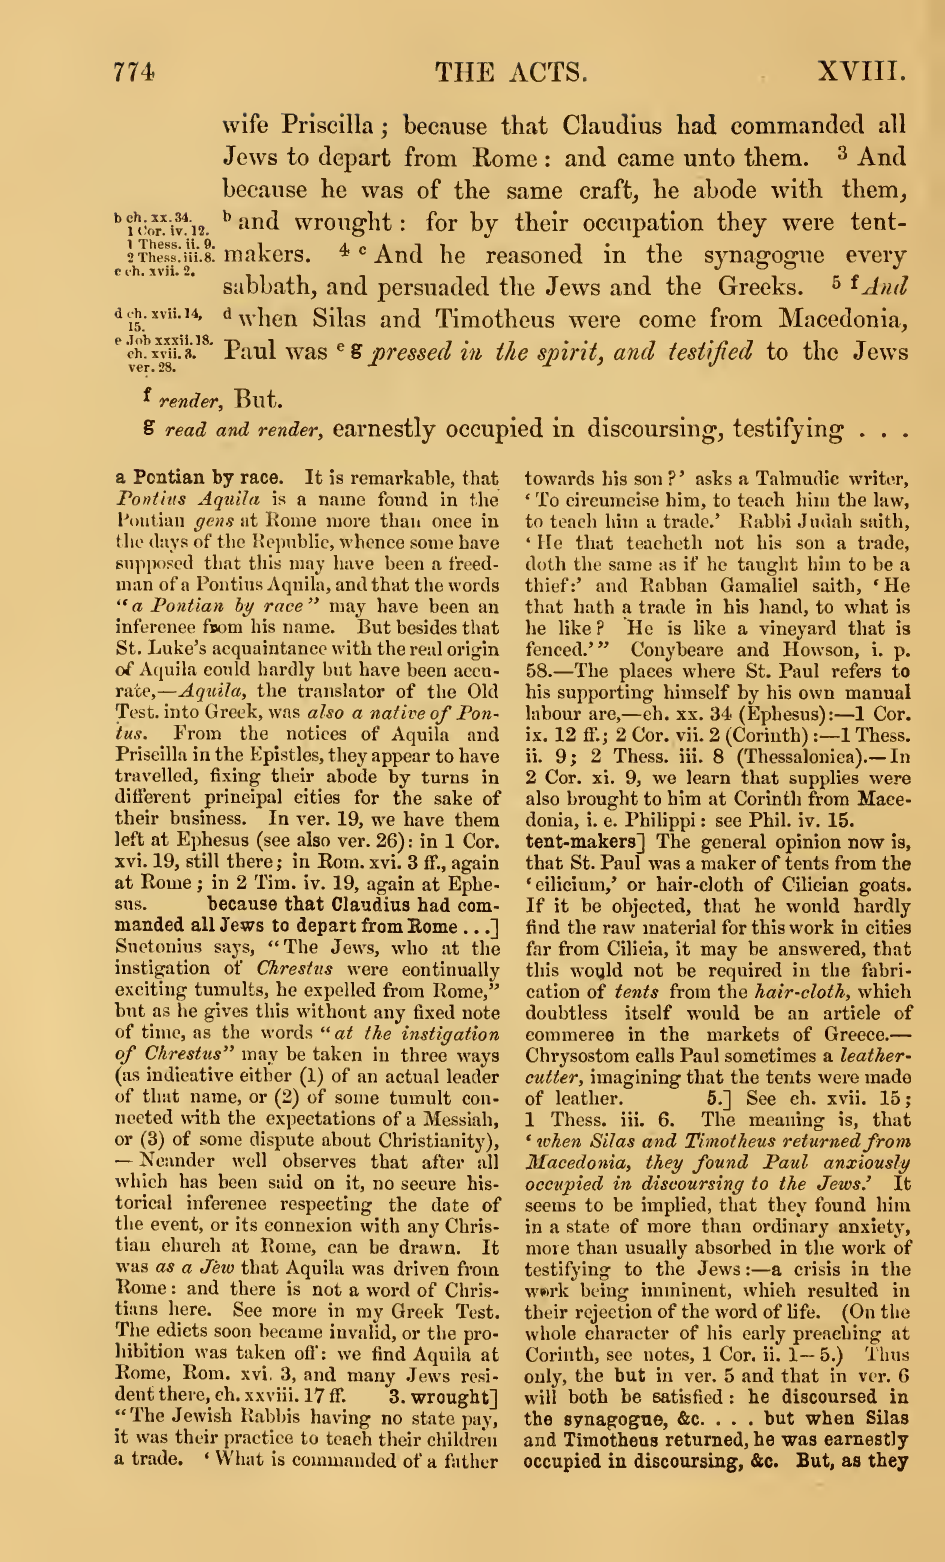 774 THE ACTS. XVIII.
wife Priscilla ; because that Claudius had commanded all
Jews to depart from Rome : and came unto them. 3 And
because he was of the same craft, he abode with them,
b and wrought : for by their occupation they were tent-
makers. 4 c And he reasoned in the synagogue every
sabbath, and persuaded the Jews and the Greeks. 5 f And
d when Silas and Timotheus were come from Macedonia,
Paul was e g pressed in the spirit, and testified to the Jews
b ch. xx. 34.
1 Cor. iv. 12.
1 Thess. ii. 9.
2 Thess. iii. 8.
c ch. xvii. 2.
d ch. xvii. 14,
15.
e Job xxxii. 18.
ch. xvii. 3.
ver. 28.
f render, But.
g read and render, earnestly occupied in discoursing, testifying . . .
a Pontian by race. It is remarkable, that
Pontius Aquila is a name found in the
Pontian gens at Rome more than once in
the days of the Republic, whence some have
supposed that this may have been a freed-
man of a Pontius Aquila, and that the words
"a Pontian by race" may have been an
inference from his name. But besides that
St. Luke's acquaintance with the real origin
of Aquila could hardly but have been accu-
rate,—Aquila, the translator of the Old
Test. into Greek, was also a native of Pon-
tus. From the notices of Aquila and
Priscilla in the Epistles, they appear to have
travelled, fixing their abode by turns in
different principal cities for the sake of
their business. In ver. 19, we have them
left at Ephesus (see also ver. 26): in 1 Cor.
xvi. 19, still there; in Rom. xvi. 3 ff., again
at Rome; in 2 Tim. iv. 19, again at Ephe-
sus. because that Claudius had com-
manded all Jews to depart from Rome . . .]
Suetonius says, "The Jews, who at the
instigation of Chrestus were continually
exciting tumults, he expelled from Rome,"
but as he gives this without any fixed note
of time, as the words "at the instigation
of Chrestus" may be taken in three ways
(as indicative either (1) of an actual leader
of that name, or (2) of some tumult con-
nected with the expectations of a Messiah,
or (3) of some dispute about Christianity),
— Neander well observes that after all
which has been said on it, no secure his-
torical inference respecting the date of
the event, or its connexion with any Chris-
tian church at Rome, can be drawn. It
was as a Jew that Aquila was driven from
Rome: and there is not a word of Chris-
tians here. See more in my Greek Test.
The edicts soon became invalid, or the pro-
hibition was taken off: we find Aquila at
Rome, Rom. xvi. 3, and many Jews resi-
dent there, ch. xxviii. 17 ff. 3. wrought]
"The Jewish Rabbis having no state pay,
it was their practice to teach their children
a trade. 'What is commanded of a father
towards his son?' asks a Talmudic writer,
'To circumcise him, to teach him the law,
to teach him a trade.' Rabbi Judah saith,
'He that teacheth not his son a trade,
doth the same as if he taught him to be a
thief:' and Rabban Gamaliel saith, 'He
that hath a trade in his hand, to what is
he like? He is like a vineyard that is
fenced.'" Conybeare and Howson, i. p.
58.—The places where St. Paul refers to
his supporting himself by his own manual
labour are,—ch. xx. 34 (Ephesus):—1 Cor.
ix. 12 ff.; 2 Cor. vii. 2 (Corinth):—1 Thess.
ii. 9; 2 Thess. iii. 8 (Thessalonica).—In
2 Cor. xi. 9, we learn that supplies were
also brought to him at Corinth from Mace-
donia, i. e. Philippi: see Phil. iv. 15.
tent-makers] The general opinion now is,
that St. Paul was a maker of tents from the
'cilicium,' or hair-cloth of Cilician goats.
If it be objected, that he would hardly
find the raw material for this work in cities
far from Cilicia, it may be answered, that
this would not be required in the fabri-
cation of tents from the hair-cloth, which
doubtless itself would be an article of
commerce in the markets of Greece.—
Chrysostom calls Paul sometimes a leather-
cutter, imagining that the tents were made
of leather. 5.] See ch. xvii. 15;
1 Thess. iii. 6. The meaning is, that
'when Silas and Timotheus returned from
Macedonia, they found Paul anxiously
occupied in discoursing to the Jews.' It
seems to be implied, that they found him
in a state of more than ordinary anxiety,
more than usually absorbed in the work of
testifying to the Jews:—a crisis in the
work being imminent, which resulted in
their rejection of the word of life. (On the
whole character of his early preaching at
Corinth, see notes, 1 Cor. ii. 1—5.) Thus
only, the but in ver. 5 and that in ver. 6
will both be satisfied: he discoursed in
the synagogue, &c. . . . but when Silas
and Timotheus returned, he was earnestly
occupied in discoursing, &c. But, as they